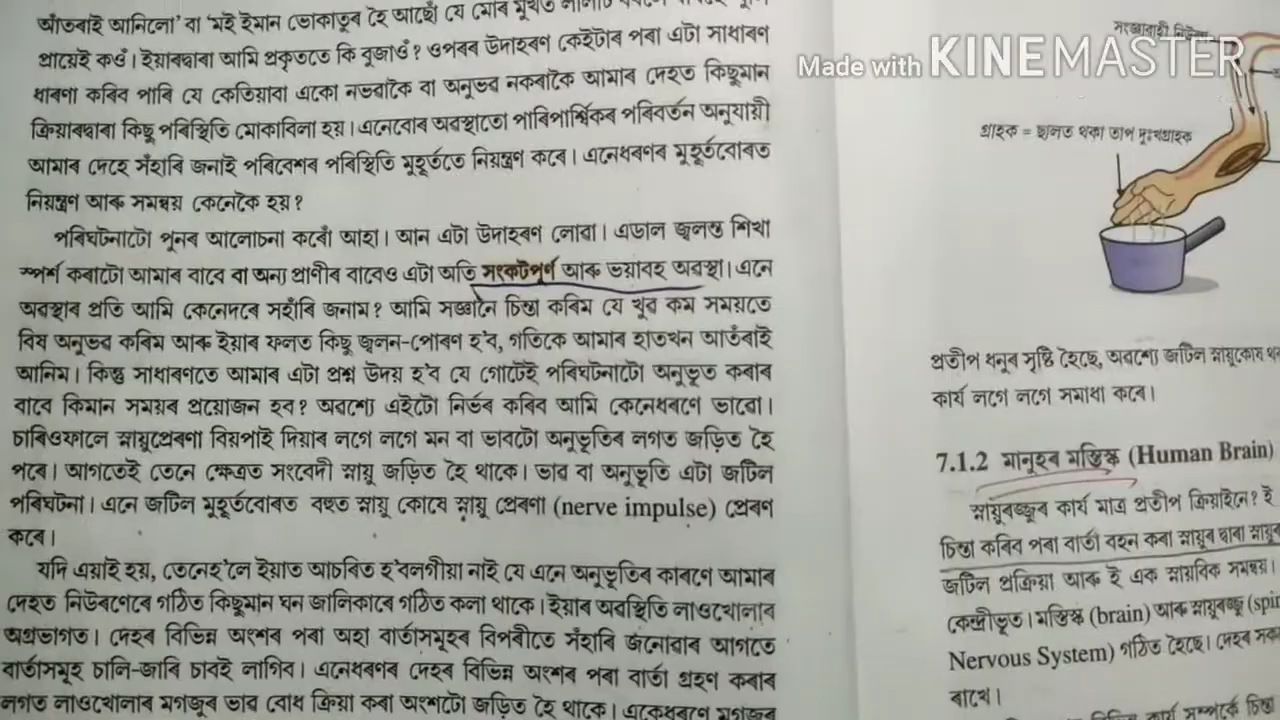 আঁতৰাই আনিলো’ বা ‘মই ইমান ভোকাতুৰ হৈ আছোঁ যে মোৰ মুখত
প্ৰায়েই কওঁ। ইয়াৰদ্বাৰা আমি প্ৰকৃততে কি বুজাওঁ? ওপৰৰ উদাহৰণ কেইটাৰ পৰা এটা সাধাৰণ
ধাৰণা কৰিব পাৰি যে কেতিয়াবা একো নভবাকৈ বা অনুভৱ নকৰাকৈ আমাৰ দেহত কিছুমান
ক্ৰিয়াৰদ্বাৰা কিছু পৰিস্থিতি মোকাবিলা হয়। এনেবোৰ অৱস্থাতো পাৰিপাৰ্শ্বিকৰ পৰিবৰ্তন অনুযায়ী
আমাৰ দেহে সঁহাৰি জনাই পৰিবেশৰ পৰিস্থিতি মুহূৰ্ততে নিয়ন্ত্ৰণ কৰে। এনেধৰণৰ মুহূৰ্তবোৰত
নিয়ন্ত্ৰণ আৰু সমন্বয় কেনেকৈ হয়?
পৰিঘটনাটো পুনৰ আলোচনা কৰোঁ আহা। আন এটা উদাহৰণ লোৱা। এডাল জ্বলন্ত শিখা
স্পৰ্শ কৰাটো আমাৰ বাবে বা অন্য প্ৰাণীৰ বাবেও এটা অতি সংকটপূৰ্ণ আৰু ভয়াবহ অৱস্থা। এনে
অৱস্থাৰ প্ৰতি আমি কেনেদৰে সহাঁৰি জনাম? আমি সজ্ঞানে চিন্তা কৰিম যে খুব কম সময়তে
বিষ অনুভৱ কৰিম আৰু ইয়াৰ ফলত কিছু জ্বলন-পোৰণ হ’ব, গতিকে আমাৰ হাতখন আতঁৰাই
আনিম। কিন্তু সাধাৰণতে আমাৰ এটা প্ৰশ্ন উদয় হ’ব যে গোটেই পৰিঘটনাটো অনুভূত কৰাৰ
বাবে কিমান সময়ৰ প্ৰয়োজন হব? অৱশ্যে এইটো নিৰ্ভৰ কৰিব আমি কেনেধৰণে ভাবো।
চাৰিওফালে স্নায়ুপ্ৰেৰণা বিয়পাই দিয়াৰ লগে লগে মন বা ভাবটো অনুভূতিৰ লগত জড়িত হৈ
পৰে। আগতেই তেনে ক্ষেত্ৰত সংবেদী স্নায়ু জড়িত হৈ থাকে। ভাব বা অনুভূতি এটা জটিল
পৰিঘটনা। এনে জটিল মুহূৰ্তবোৰত বহুত স্নায়ু কোষে স্নায়ু প্ৰেৰণা (nerve impulse) প্ৰেৰণ
কৰে।
যদি এয়াই হয়, তেনেহ’লে ইয়াত আচৰিত হ’বলগীয়া নাই যে এনে অনুভূতিৰ কাৰণে আমাৰ
দেহত নিউৰণেৰে গঠিত কিছুমান ঘন জালিকাৰে গঠিত কলা থাকে। ইয়াৰ অৱস্থিতি লাওখোলাৰ
অগ্ৰভাগত। দেহৰ বিভিন্ন অংশৰ পৰা অহা বাৰ্তাসমূহৰ বিপৰীতে সঁহাৰি জনোৱাৰ আগতে
বাৰ্তাসমূহ চালি-জাৰি চাবই লাগিব। এনেধৰণৰ দেহৰ বিভিন্ন অংশৰ পৰা বাৰ্তা গ্ৰহণ কৰাৰ
লগত লাওখোলাৰ মগজুৰ ভাৱ বোধ ক্ৰিয়া কৰা অংশটো জড়িত হৈ থাকে। একেধৰণে মগজুৰ
সংজ্ঞাবাহী
Made with KINEMASTER
গ্ৰাহক = ছালত থকা তাপ দুঃখগ্ৰাহক
প্ৰতীপ ধনুৰ সৃষ্টি হৈছে, অৱশ্যে জটিল স্নায়ুকোষ
কাৰ্য লগে লগে সমাধা কৰে।
7.1.2 মানুহৰ মস্তিস্ক (Human Brain)
স্নায়ুৰজ্জুৰ কাৰ্য মাত্ৰ প্ৰতীপ ক্ৰিয়াইনে? ই
চিন্তা কৰিব পৰা বাৰ্তা বহন কৰা স্নায়ুৰ দ্বাৰা স্নায়ুৰ
জটিল প্ৰক্ৰিয়া আৰু ই এক স্নায়বিক সমন্বয়।
কেন্দ্ৰীভূত। মস্তিস্ক (brain) আৰু স্নায়ুৰজ্জু
Nervous System) গঠিত হৈছে। দেহৰ
ৰাখে।
সম্পৰ্কে চিন্তা